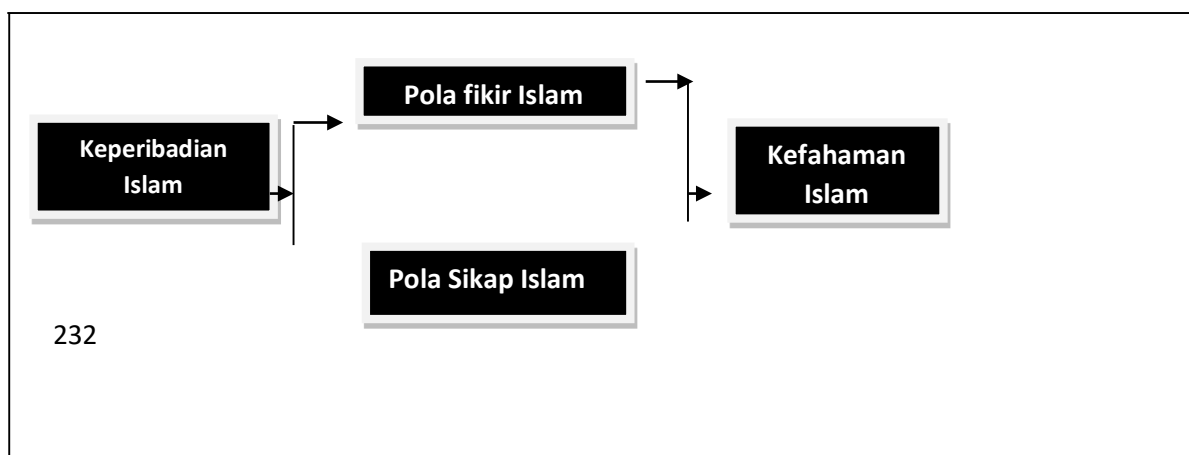 Keperibadian
Islam
Pola fikir Islam
Pola Sikap Islam
Kefahaman
Islam
232